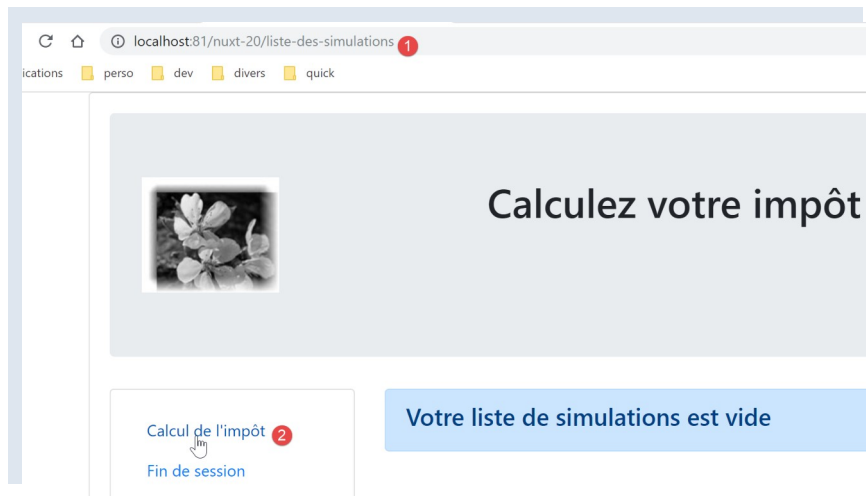 localhost:81/nuxt-20/liste-des-simulations 1
ications perso dev divers quick
Calculez votre impôt
Calcul de l'impôt 2
Votre liste de simulations est vide
Fin de session